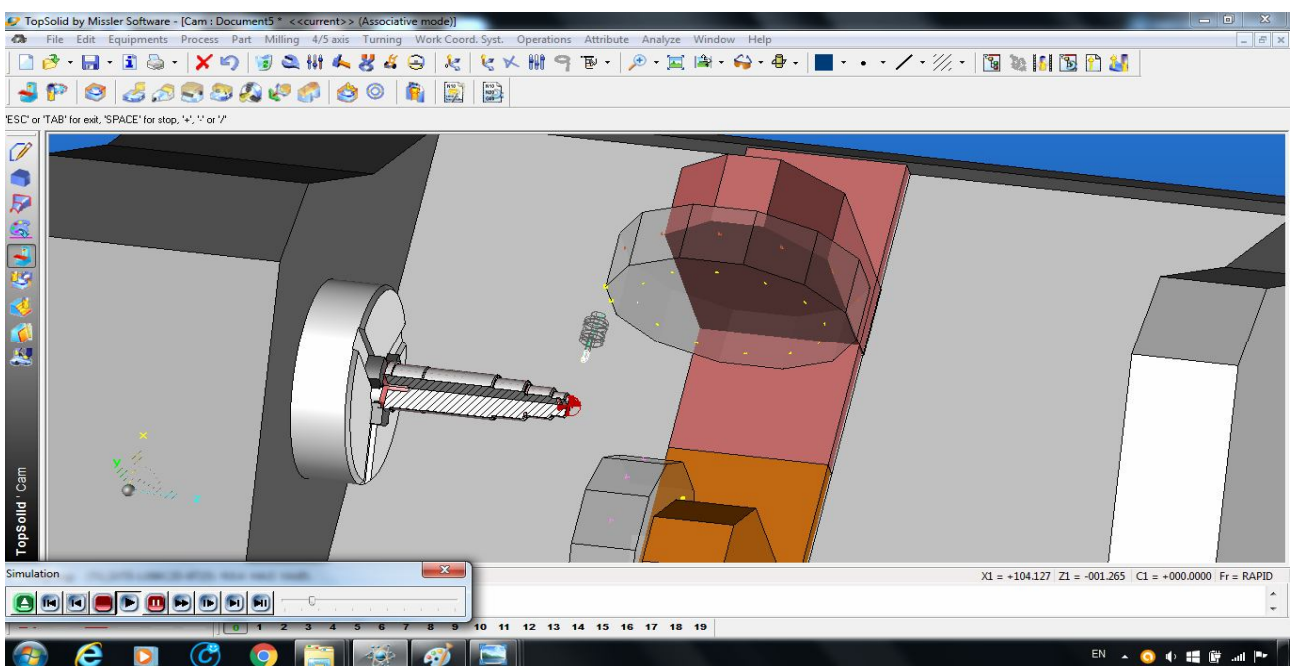 TopSolid by Missler Software - [Cam : Document5 * <<current>> (Associative mode)]
File Edit Equipments Process Part Milling 4/5 axis Turning Work Coord. Syst. Operations Attribute Analyze Window Help
'ESC' or 'TAB' for exit, 'SPACE' for stop, '+', '-' or '/'
x
y
TopSolid'Cam
Simulation
X1 = +104.127 Z1 = -001.265 C1 = +000.0000 Fr = RAPID
0 1 2 3 4 5 6 7 8 9 10 11 12 13 14 15 16 17 18 19
EN